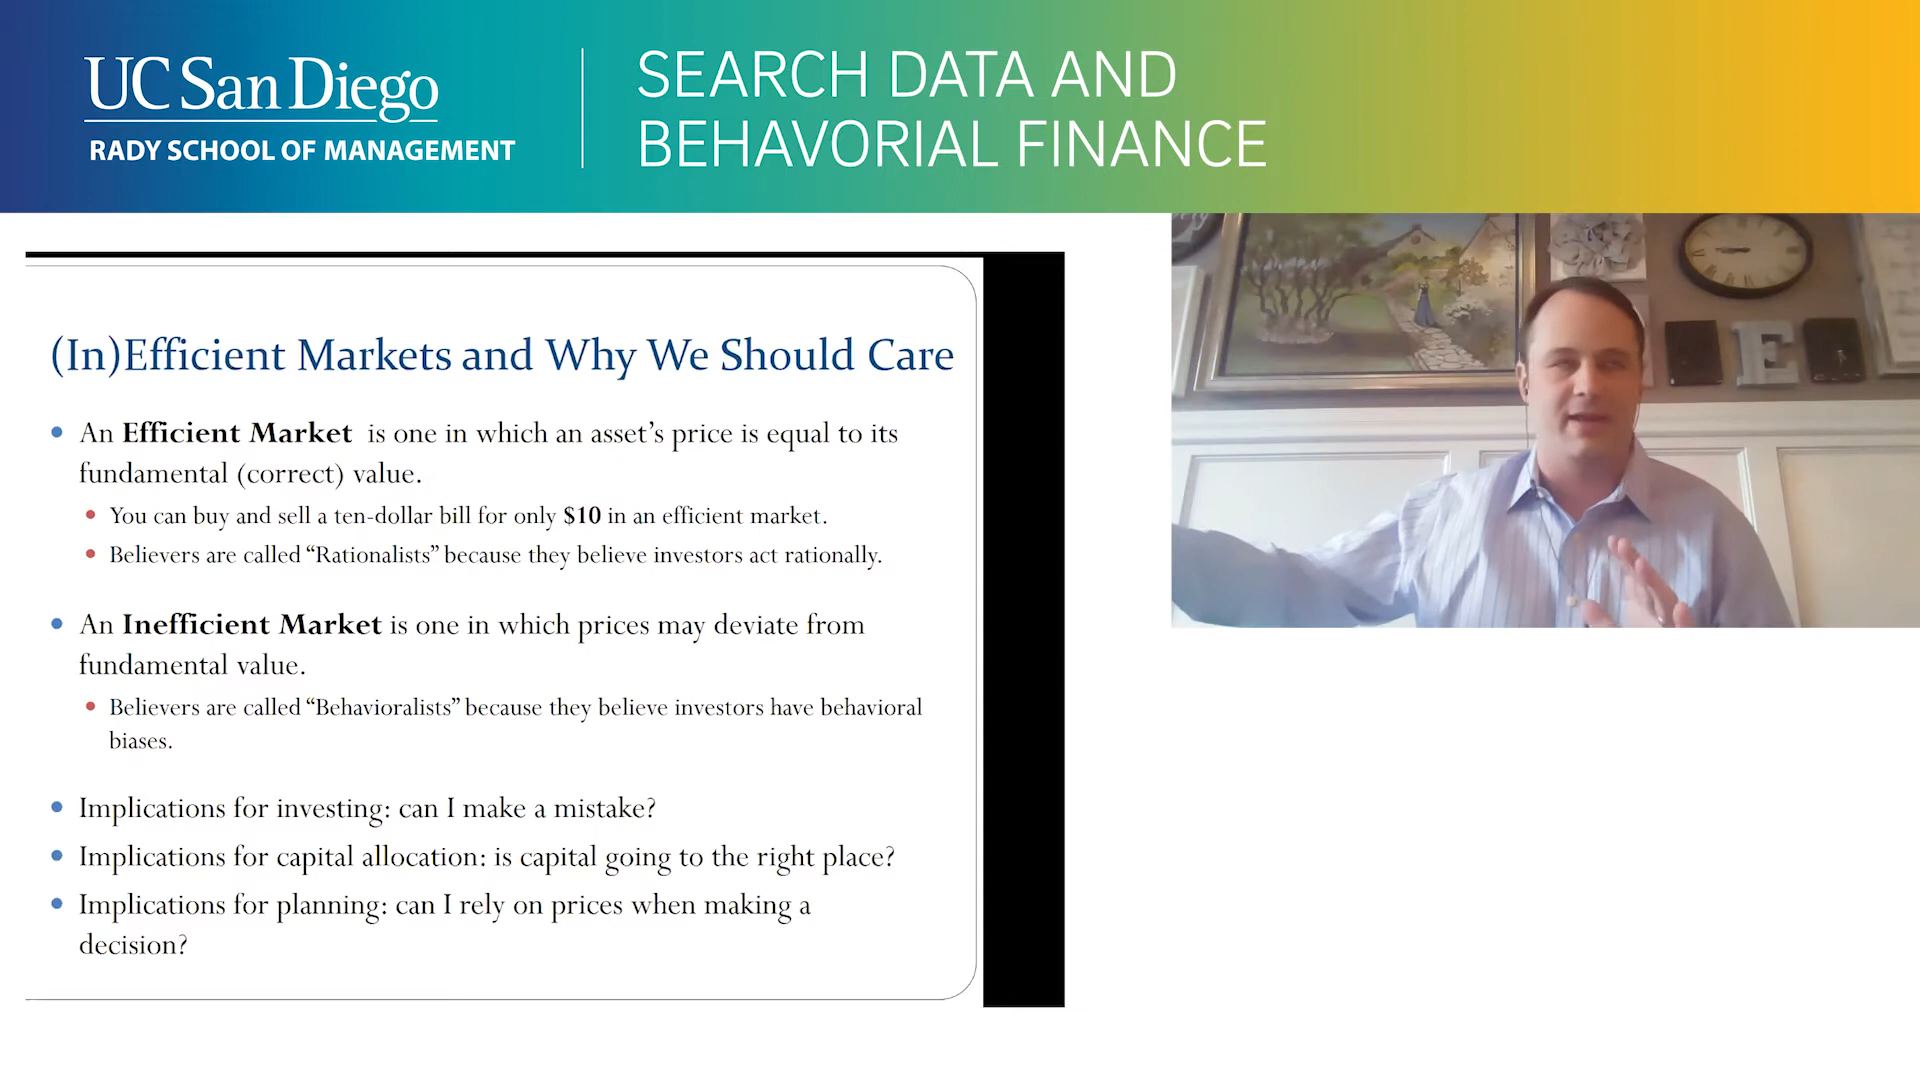 UC San Diego
RADY SCHOOL OF MANAGEMENT
SEARCH DATA AND
BEHAVORIAL FINANCE
(In)Efficient Markets and Why We Should Care
• An Efficient Market is one in which an asset’s price is equal to its
fundamental (correct) value.
• You can buy and sell a ten-dollar bill for only $10 in an efficient market.
• Believers are called “Rationalists” because they believe investors act rationally.
• An Inefficient Market is one in which prices may deviate from
fundamental value.
• Believers are called “Behavioralists” because they believe investors have behavioral
biases.
• Implications for investing: can I make a mistake?
• Implications for capital allocation: is capital going to the right place?
• Implications for planning: can I rely on prices when making a
decision?
E